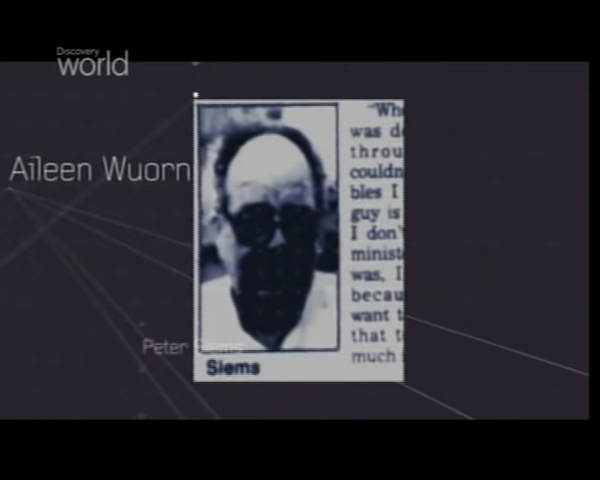 Discovery
world
Aileen Wuorn
Peter
Siems
"Wh
was d
throu
couldn
bles I
guy is
I don'
minist
was, I
becau
want t
that t
much